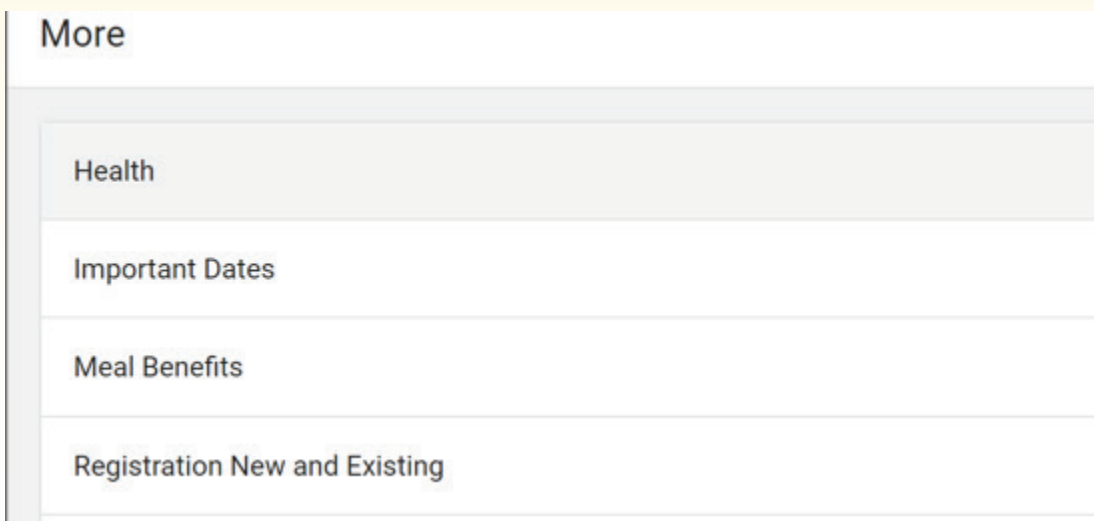 More
Health
Important Dates
Meal Benefits
Registration New and Existing